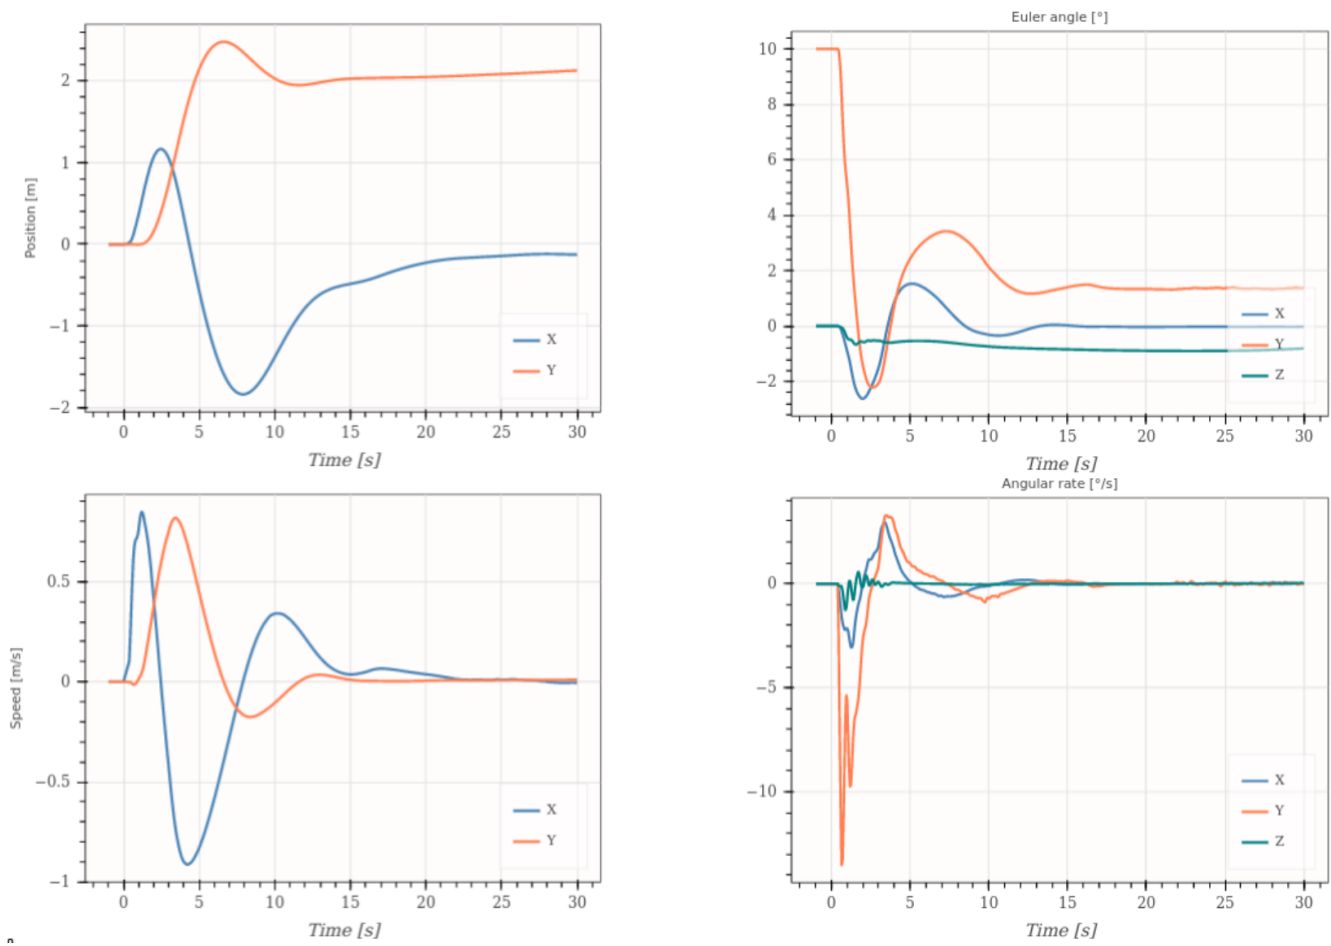 Position [m]
2
1
0
−1
−2
0 5 10 15 20 25 30
Time [s]
X
Y
Euler angle [°]
10
8
6
4
2
0
−2
0 5 10 15 20 25 30
Time [s]
X
Y
Z
Speed [m/s]
0.5
0
−0.5
−1
0 5 10 15 20 25 30
Time [s]
X
Y
Angular rate [°/s]
0
−5
−10
0 5 10 15 20 25 30
Time [s]
X
Y
Z